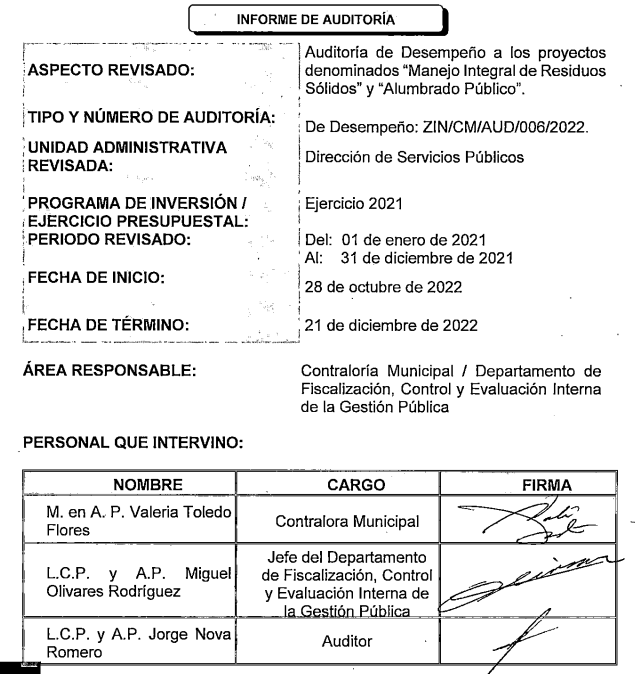 INFORME DE AUDITORÍA
ASPECTO REVISADO:
Auditoría de Desempeño a los proyectos
denominados "Manejo Integral de Residuos
Sólidos" y "Alumbrado Público".
TIPO Y NÚMERO DE AUDITORÍA:
De Desempeño: ZIN/CM/AUD/006/2022.
UNIDAD ADMINISTRATIVA
REVISADA:
Dirección de Servicios Públicos
PROGRAMA DE INVERSIÓN /
EJERCICIO PRESUPUESTAL:
Ejercicio 2021
PERIODO REVISADO:
Del: 01 de enero de 2021
Al: 31 de diciembre de 2021
FECHA DE INICIO:
28 de octubre de 2022
FECHA DE TÉRMINO:
21 de diciembre de 2022
ÁREA RESPONSABLE:
Contraloría Municipal / Departamento de
Fiscalización, Control y Evaluación Interna
de la Gestión Pública
PERSONAL QUE INTERVINO:
NOMBRE CARGO FIRMA
M. en A. P. Valeria Toledo
Flores
Contralora Municipal
L.C.P. y A.P. Miguel
Olivares Rodríguez
Jefe del Departamento
de Fiscalización, Control
y Evaluación Interna de
la Gestión Pública
L.C.P. y A.P. Jorge Nova
Romero
Auditor